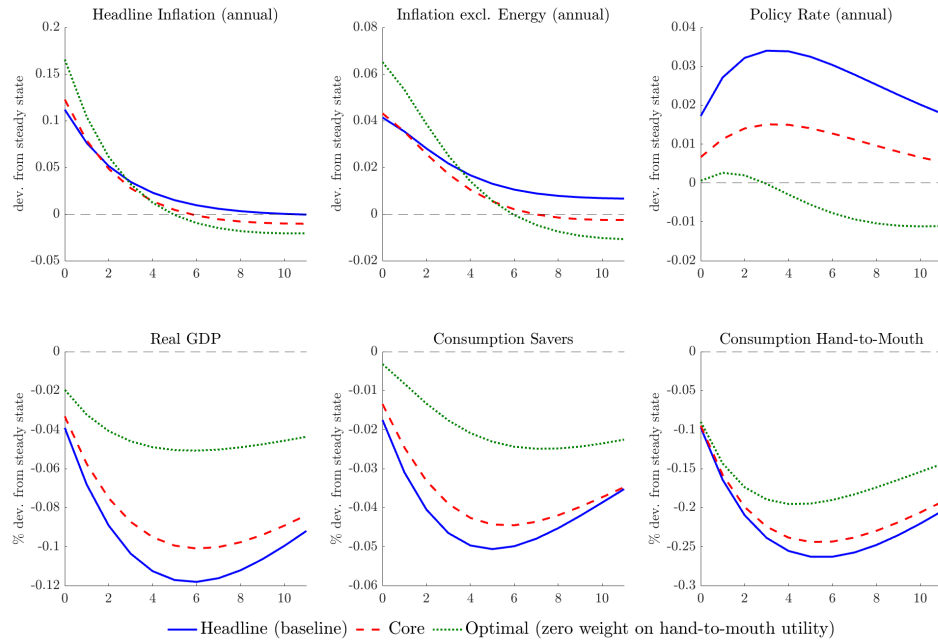 Headline Inflation (annual)
Inflation excl. Energy (annual)
Policy Rate (annual)
dev. from steady state
0.2
0.15
0.1
0.05
0
-0.05
0 2 4 6 8 10
dev. from steady state
0.08
0.06
0.04
0.02
0
-0.02
0 2 4 6 8 10
dev. from steady state
0.04
0.03
0.02
0.01
0
-0.01
-0.02
0 2 4 6 8 10
Real GDP
Consumption Savers
Consumption Hand-to-Mouth
% dev. from steady state
0
-0.02
-0.04
-0.06
-0.08
-0.1
-0.12
0 2 4 6 8 10
% dev. from steady state
0
-0.01
-0.02
-0.03
-0.04
-0.05
-0.06
0 2 4 6 8 10
% dev. from steady state
0
-0.05
-0.1
-0.15
-0.2
-0.25
-0.3
0 2 4 6 8 10
Headline (baseline) Core Optimal (zero weight on hand-to-mouth utility)